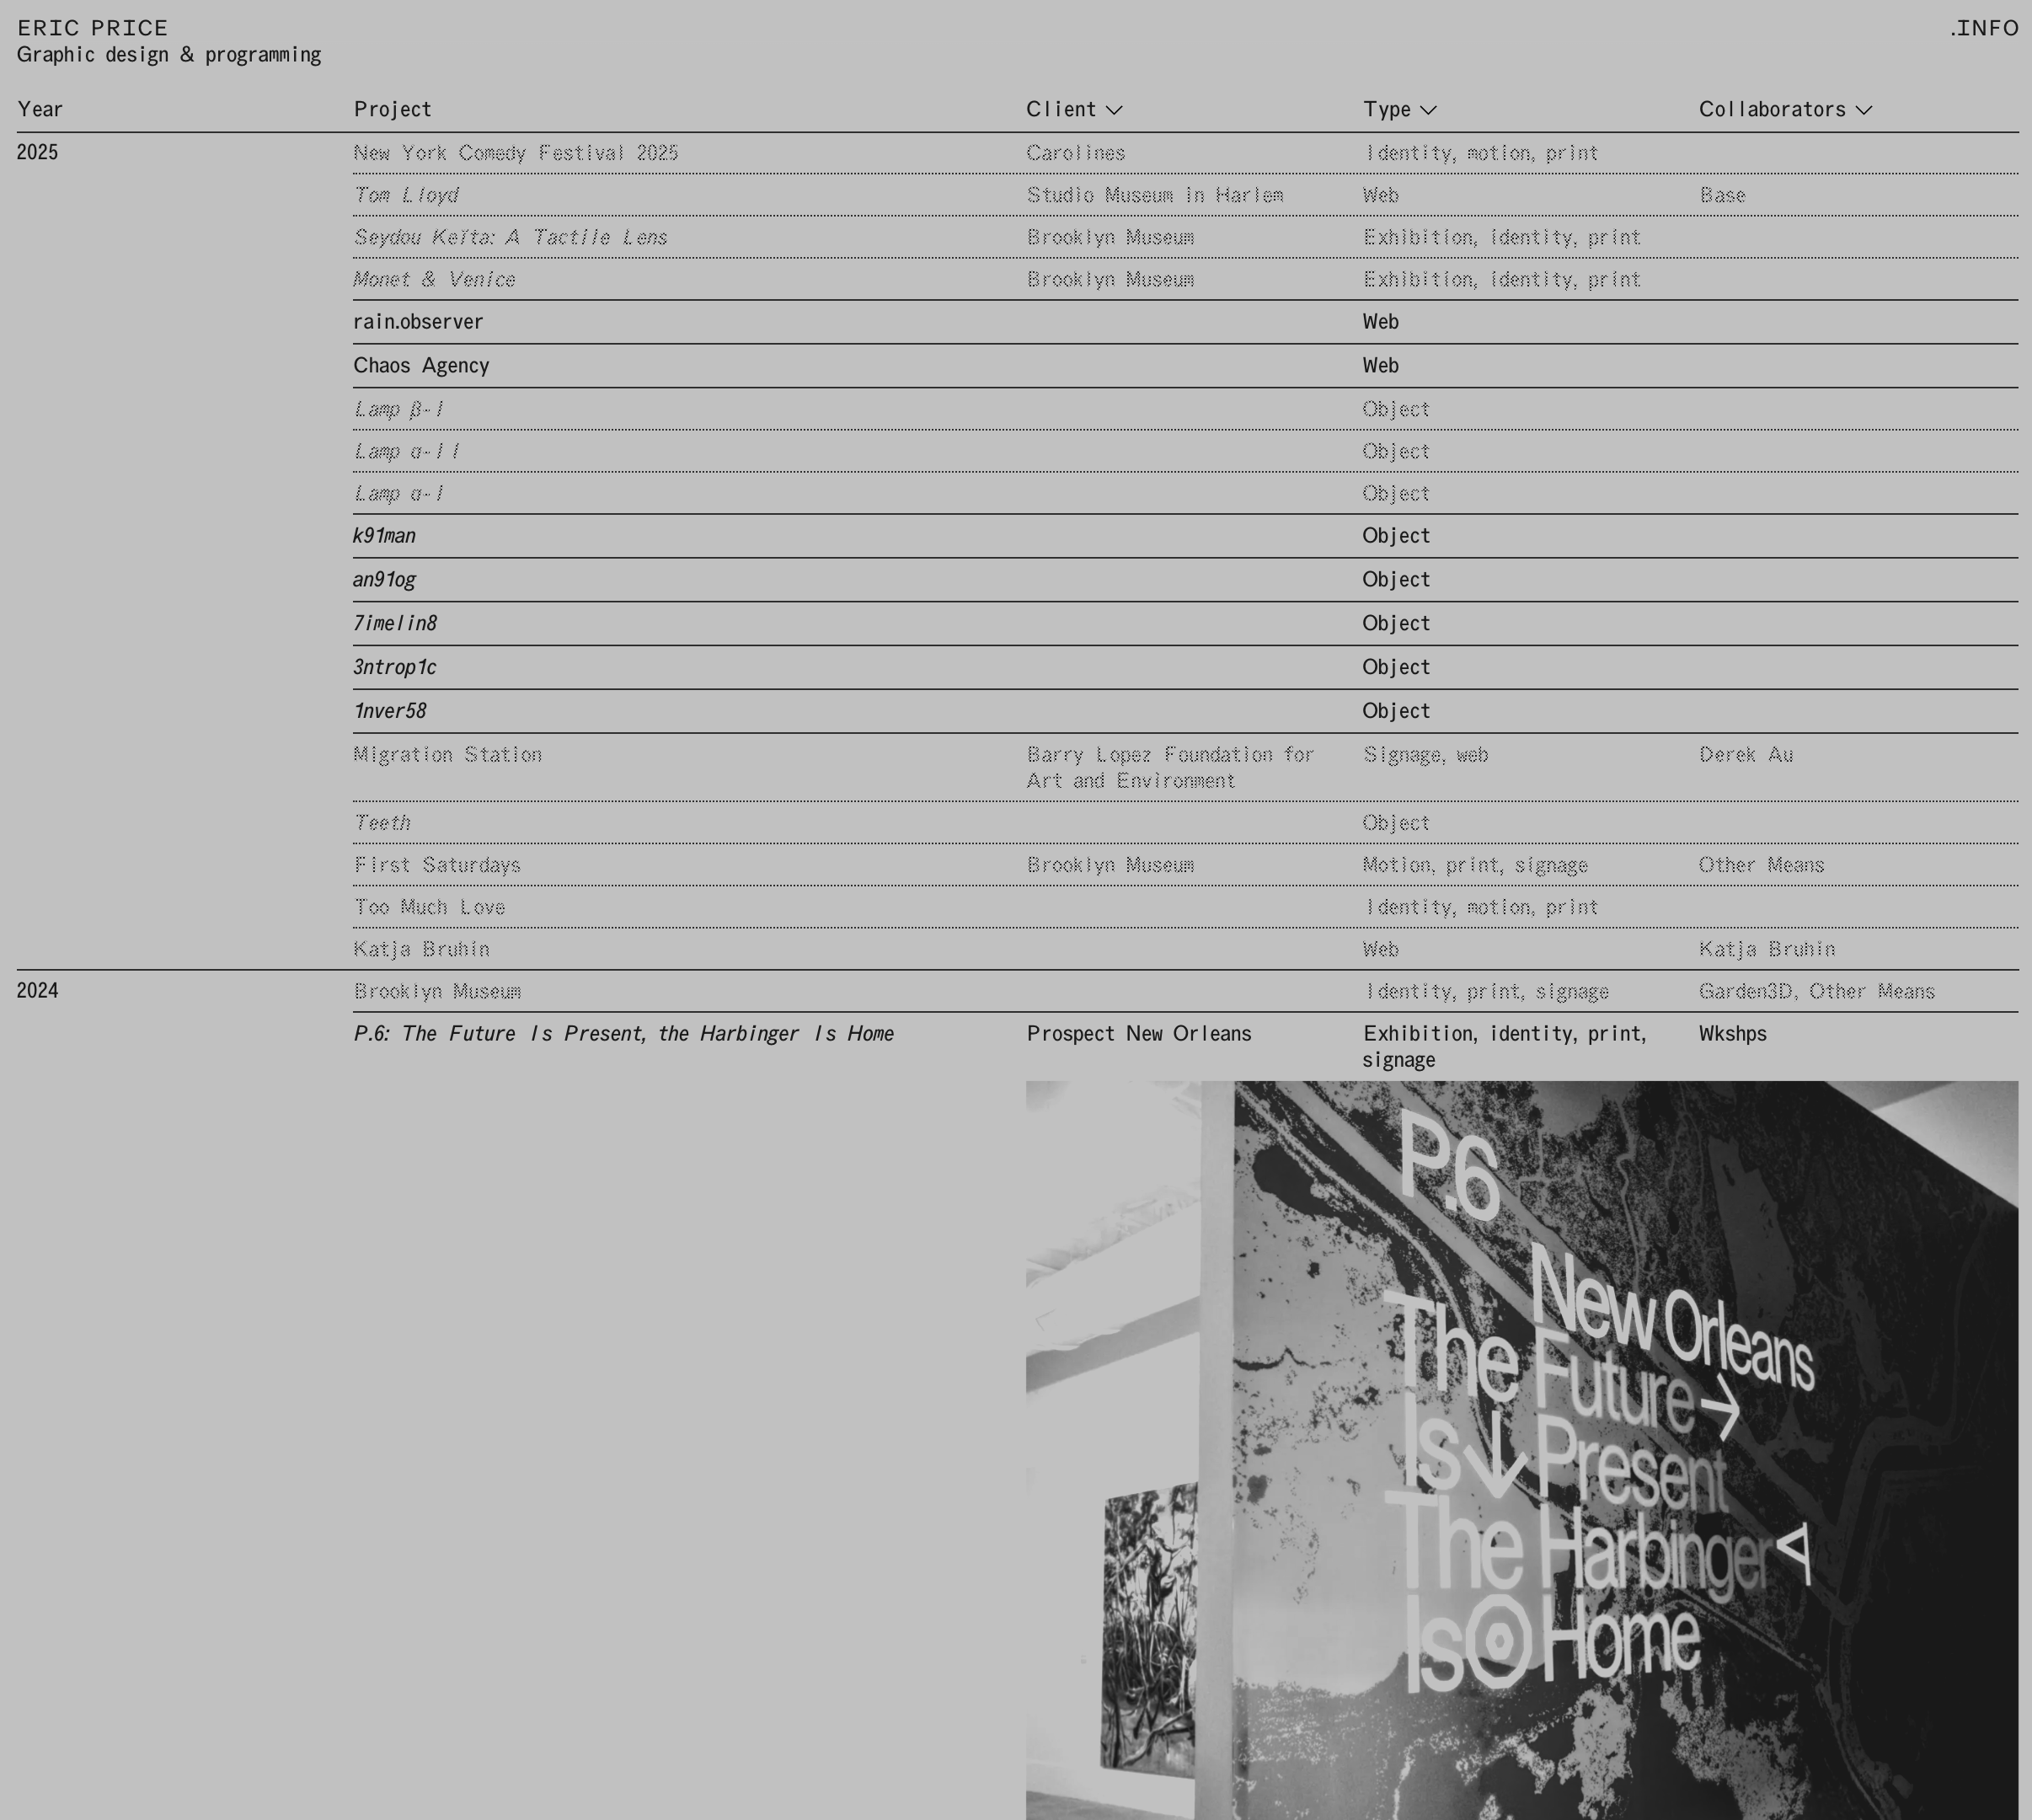 ERIC PRICE .INFO
Graphic design & programming
Year Project Client Type Collaborators
2025 New York Comedy Festival 2025 Carolines Identity, motion, print
Tom Lloyd Studio Museum in Harlem Web Base
Seydou Keïta: A Tactile Lens Brooklyn Museum Exhibition, identity, print
Monet & Venice Brooklyn Museum Exhibition, identity, print
rain.observer Web
Chaos Agency Web
Lamp β-I Object
Lamp α-II Object
Lamp α-I Object
k91man Object
an91og Object
7imelin8 Object
3ntrop1c Object
1nver58 Object
Migration Station Barry Lopez Foundation for Signage, web Derek Au
Art and Environment
Teeth Object
First Saturdays Brooklyn Museum Motion, print, signage Other Means
Too Much Love Identity, motion, print
Katja Bruhin Web Katja Bruhin
2024 Brooklyn Museum Identity, print, signage Garden3D, Other Means
P.6: The Future Is Present, the Harbinger Is Home Prospect New Orleans Exhibition, identity, print, Wkshps
signage
P.6
New Orleans
The Future→
Is↓Present
The Harbinger
Is Home